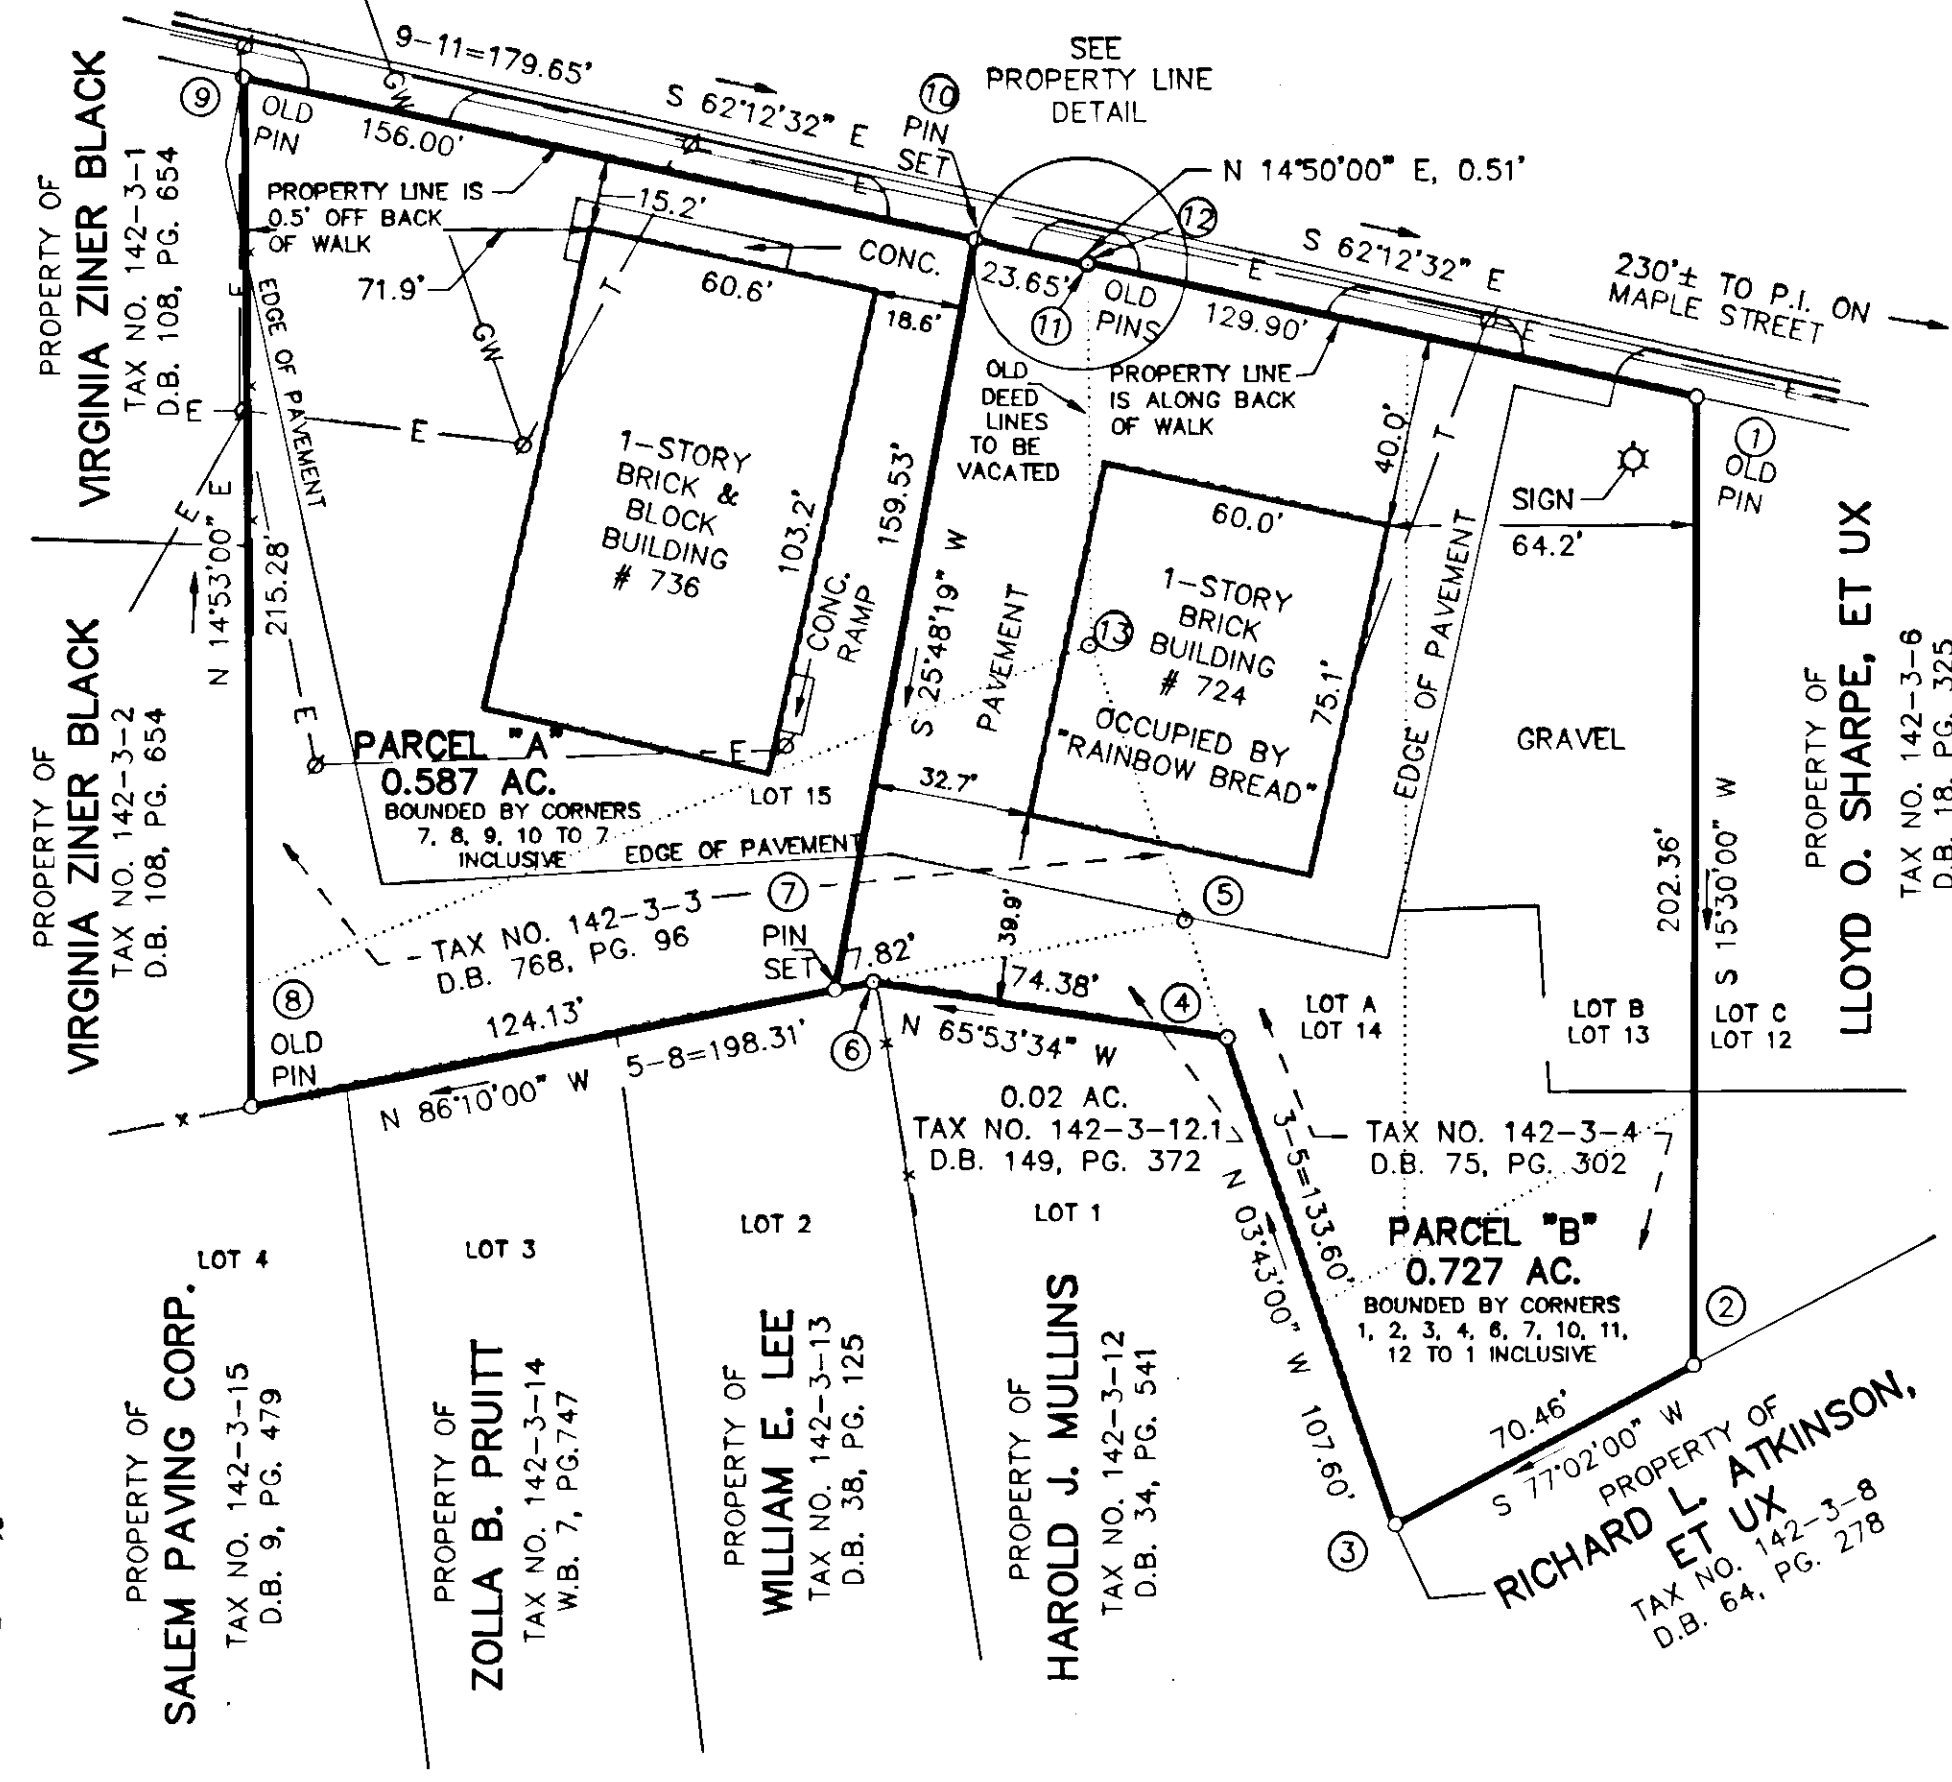 9-11=179.65'
S 62°12'32" E
SEE
PROPERTY LINE
DETAIL
9
OLD
PIN
156.00'
GW
10
PIN
SET
N 14°50'00" E, 0.51'
12
S 62°12'32" E
230'± TO P.I. ON
MAPLE STREET
PROPERTY OF
VIRGINIA ZINER BLACK
TAX NO. 142-3-1
D.B. 108, PG. 654
PROPERTY LINE IS
0.5' OFF BACK
OF WALK
15.2'
71.9'
60.6'
CONC.
18.6'
23.65'
11
OLD
PINS
129.90'
E
E
E
E
OLD
DEED
LINES
TO BE
VACATED
PROPERTY LINE
IS ALONG BACK
OF WALK
40.0'
T
T
GW
E
EDGE OF PAVEMENT
E
E
E
E
E
1-STORY
BRICK &
BLOCK
BUILDING
# 736
103.2'
159.53'
S 25°48'19" W
CONC.
RAMP
PAVEMENT
60.0'
1
OLD
PIN
SIGN
64.2'
N 14°53'00" E
215.28'
13
1-STORY
BRICK
BUILDING
# 724
OCCUPIED BY
"RAINBOW BREAD"
75.1'
EDGE OF PAVEMENT
GRAVEL
PROPERTY OF
LLOYD O. SHARPE, ET UX
TAX NO. 142-3-6
D.B. 18, PG. 325
PROPERTY OF
VIRGINIA ZINER BLACK
TAX NO. 142-3-2
D.B. 108, PG. 654
E
PARCEL "A"
0.587 AC.
BOUNDED BY CORNERS
7, 8, 9, 10 TO 7
INCLUSIVE
LOT 15
EDGE OF PAVEMENT
32.7'
39.9'
202.36'
S 15°30'00" W
7
PIN
SET
TAX NO. 142-3-3
D.B. 768, PG. 96
5
7.82'
74.38'
4
8
OLD
PIN
124.13'
5-8=198.31'
N 86°10'00" W
6
N 65°53'34" W
LOT A
LOT 14
LOT B
LOT 13
LOT C
LOT 12
0.02 AC.
TAX NO. 142-3-12.1
D.B. 149, PG. 372
3-5=133.60'
N 03°43'00" W 107.60'
TAX NO. 142-3-4
D.B. 75, PG. 302
PARCEL "B"
0.727 AC.
BOUNDED BY CORNERS
1, 2, 3, 4, 6, 7, 10, 11,
12 TO 1 INCLUSIVE
2
LOT 4
LOT 3
LOT 2
LOT 1
PROPERTY OF
SALEM PAVING CORP.
TAX NO. 142-3-15
D.B. 9, PG. 479
PROPERTY OF
ZOLLA B. PRUITT
TAX NO. 142-3-14
W.B. 7, PG.747
PROPERTY OF
WILLIAM E. LEE
TAX NO. 142-3-13
D.B. 38, PG. 125
PROPERTY OF
HAROLD J. MULLINS
TAX NO. 142-3-12
D.B. 34, PG. 541
3
70.46'
S 77°02'00" W
PROPERTY OF
RICHARD L. ATKINSON,
ET UX
TAX NO. 142-3-8
D.B. 64, PG. 278